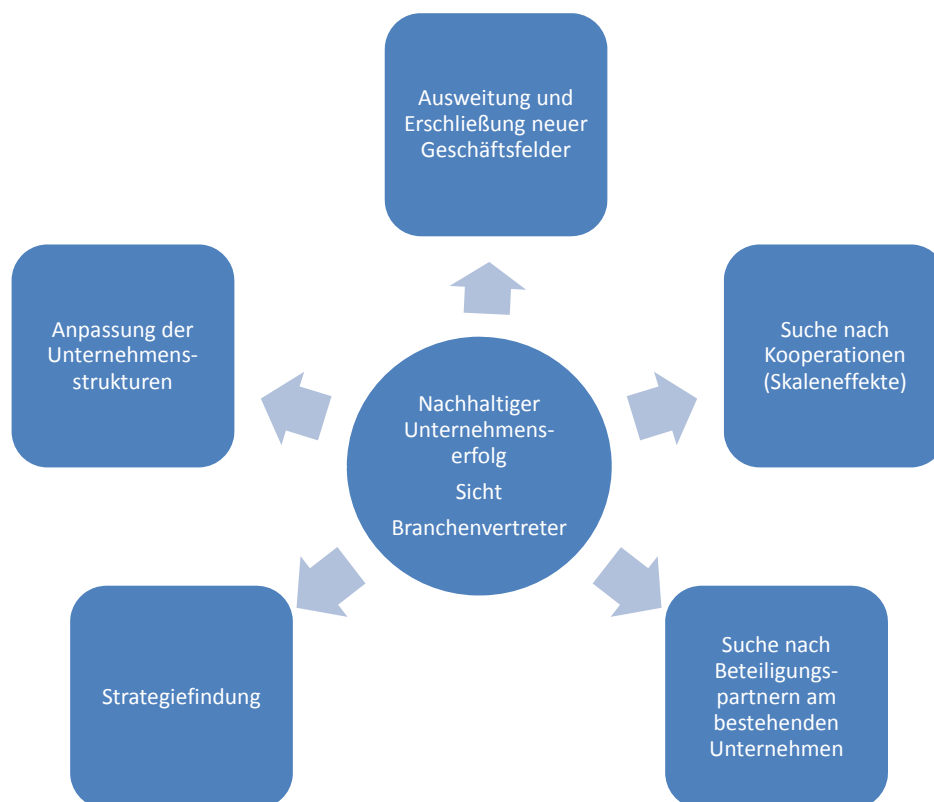 Ausweitung und
Erschließung neuer
Geschäftsfelder
Anpassung der
Unternehmens-
strukturen
Suche nach
Kooperationen
(Skaleneffekte)
Nachhaltiger
Unternehmens-
erfolg
Sicht
Branchenvertreter
Strategiefindung
Suche nach
Beteiligungs-
partnern am
bestehenden
Unternehmen